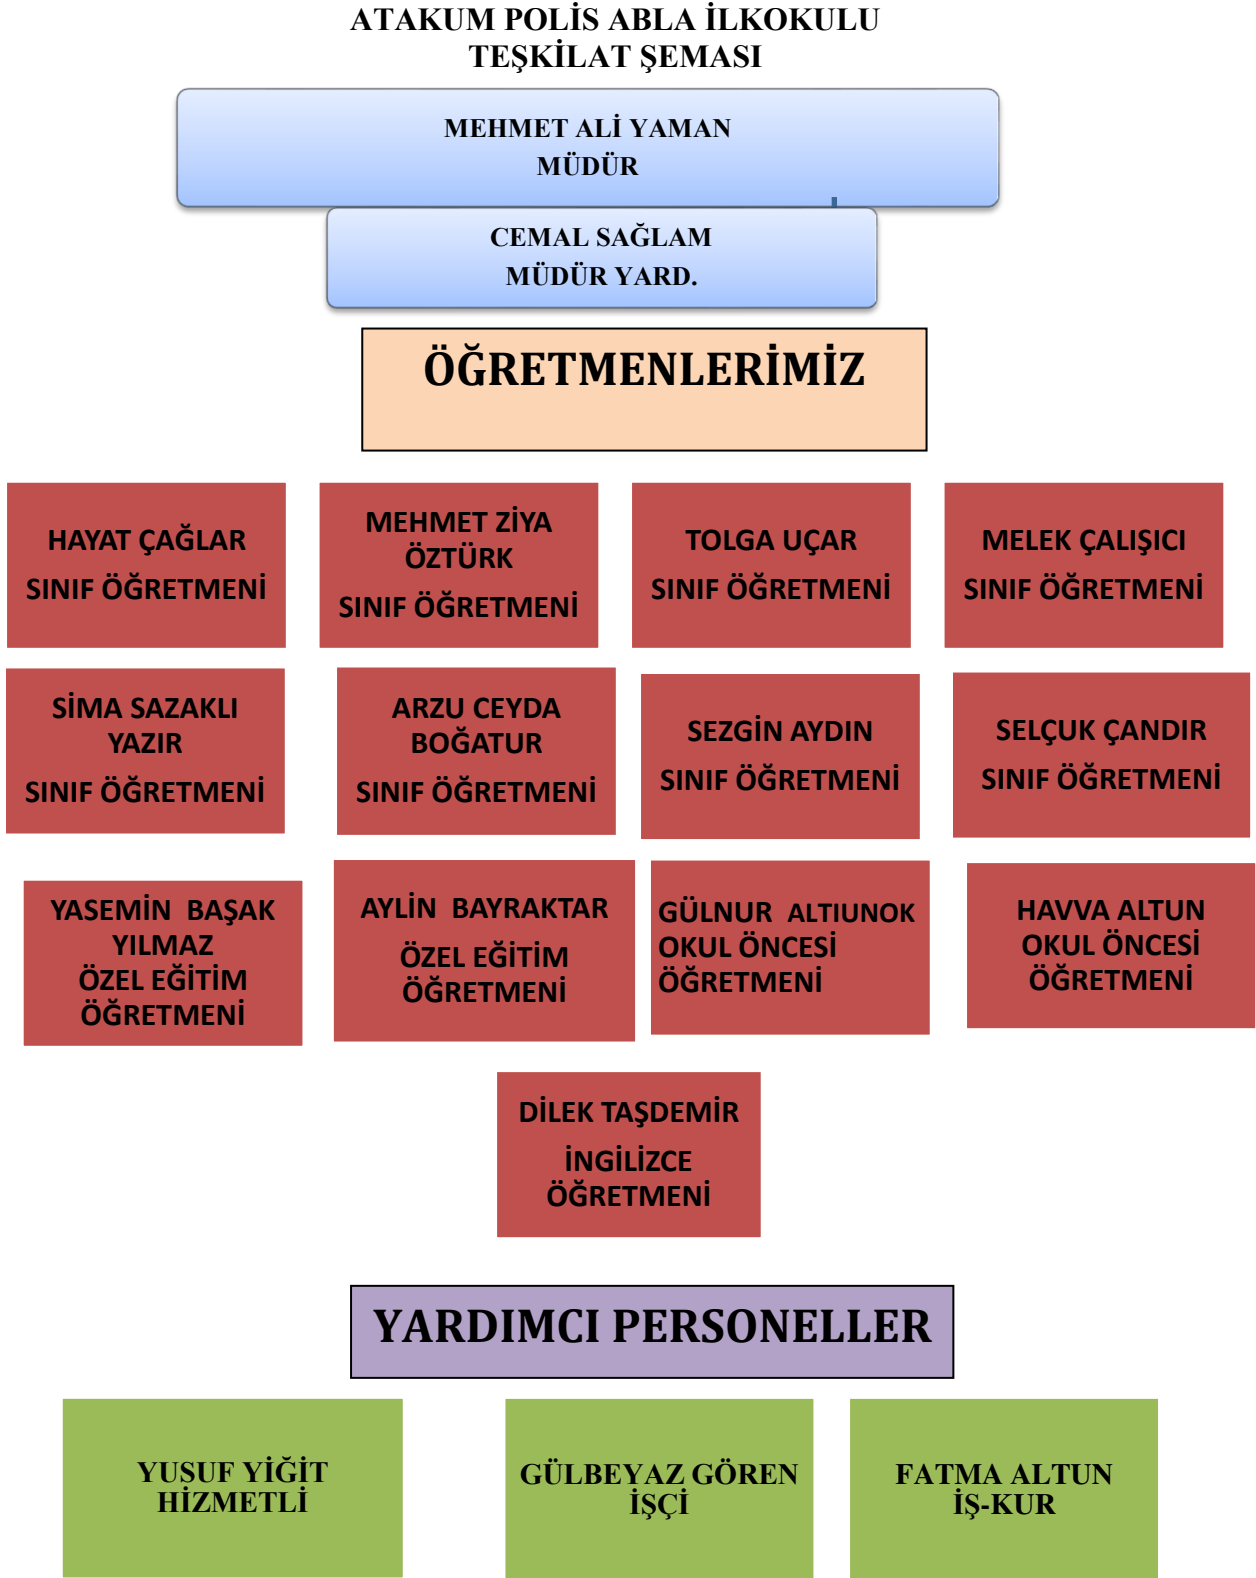 ATAKUM POLİS ABLA İLKOKULU
TEŞKİLAT ŞEMASI
MEHMET ALİ YAMAN
MÜDÜR
CEMAL SAĞLAM
MÜDÜR YARD.
ÖĞRETMENLERİMİZ
HAYAT ÇAĞLAR
SINIF ÖĞRETMENİ
MEHMET ZİYA
ÖZTÜRK
SINIF ÖĞRETMENİ
TOLGA UÇAR
SINIF ÖĞRETMENİ
MELEK ÇALIŞICI
SINIF ÖĞRETMENİ
SİMA SAZAKLI
YAZIR
SINIF ÖĞRETMENİ
ARZU CEYDA
BOĞATUR
SINIF ÖĞRETMENİ
SEZGİN AYDIN
SINIF ÖĞRETMENİ
SELÇUK ÇANDIR
SINIF ÖĞRETMENİ
YASEMİN BAŞAK
YILMAZ
ÖZEL EĞİTİM
ÖĞRETMENİ
AYLİN BAYRAKTAR
ÖZEL EĞİTİM
ÖĞRETMENİ
GÜLNUR ALTIUNOK
OKUL ÖNCESİ
ÖĞRETMENİ
HAVVA ALTUN
OKUL ÖNCESİ
ÖĞRETMENİ
DİLEK TAŞDEMİR
İNGİLİZCE
ÖĞRETMENİ
YARDIMCI PERSONELLER
YUSUF YİĞİT
HİZMETLİ
GÜLBEYAZ GÖREN
İŞÇİ
FATMA ALTUN
İŞ-KUR